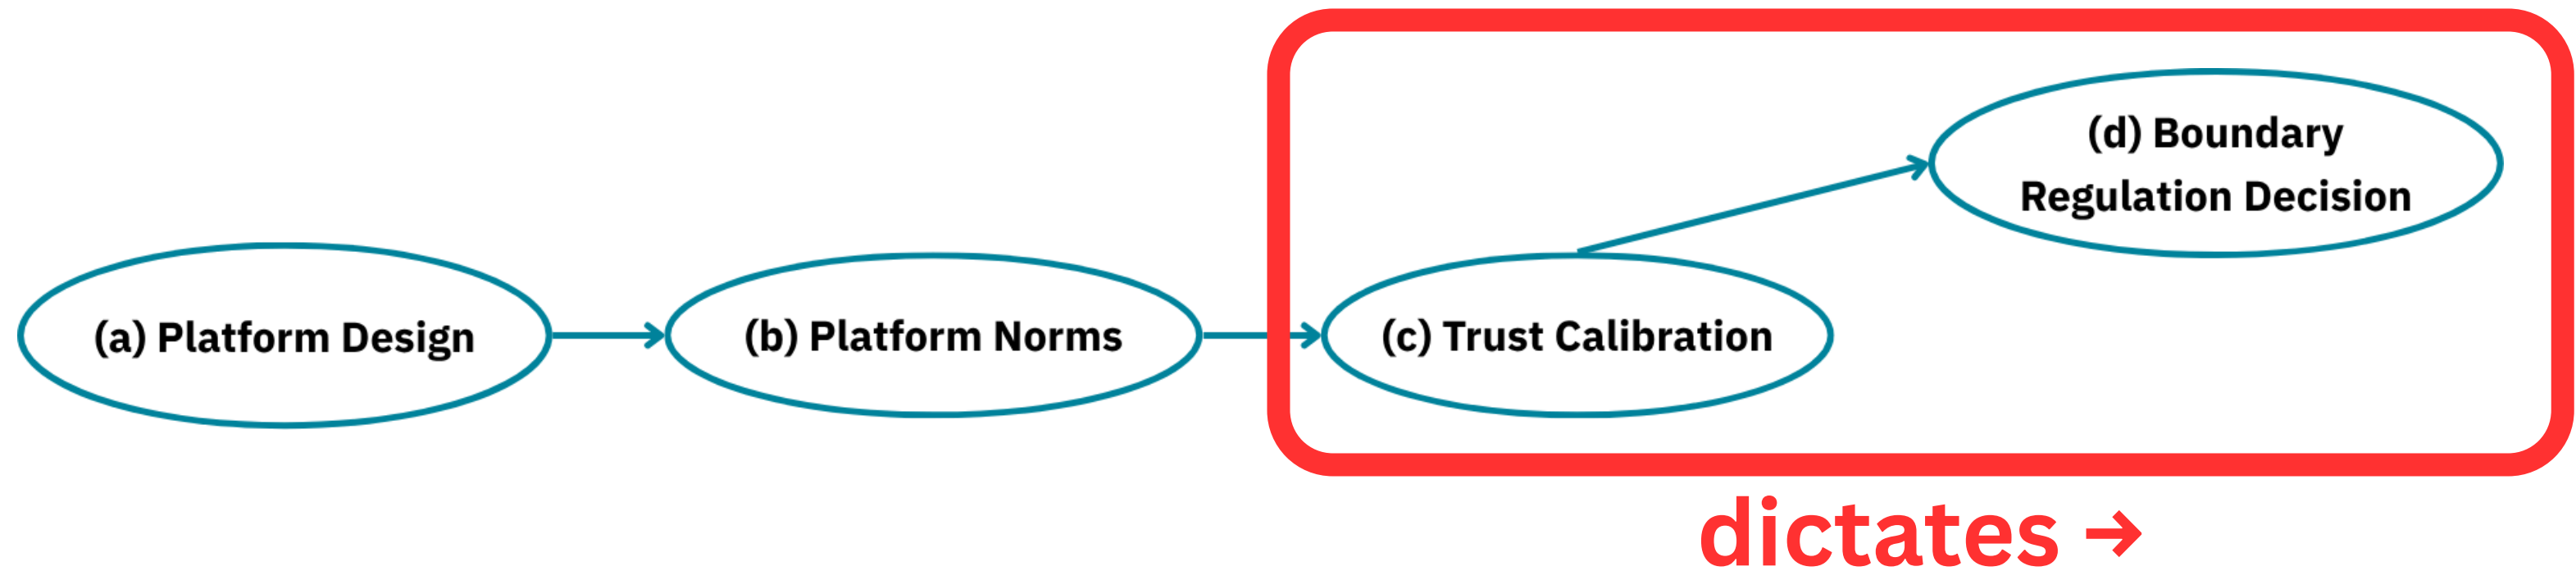 (a) Platform Design
(b) Platform Norms
(c) Trust Calibration
(d) Boundary
Regulation Decision
dictates →